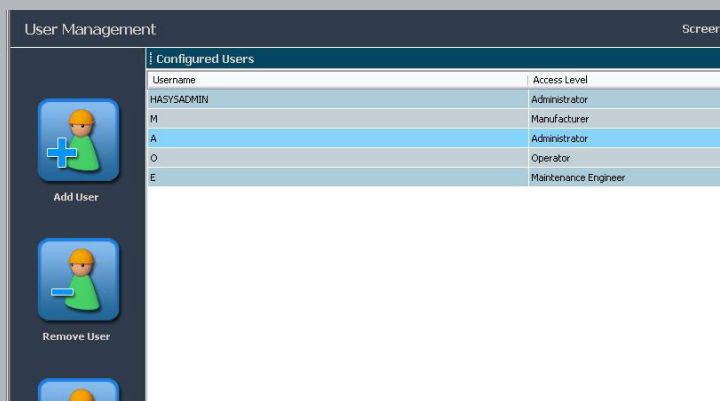 User Management
Screen
Configured Users
Username Access Level
HASYSADMIN Administrator
M Manufacturer
A Administrator
O Operator
E Maintenance Engineer
Add User
Remove User